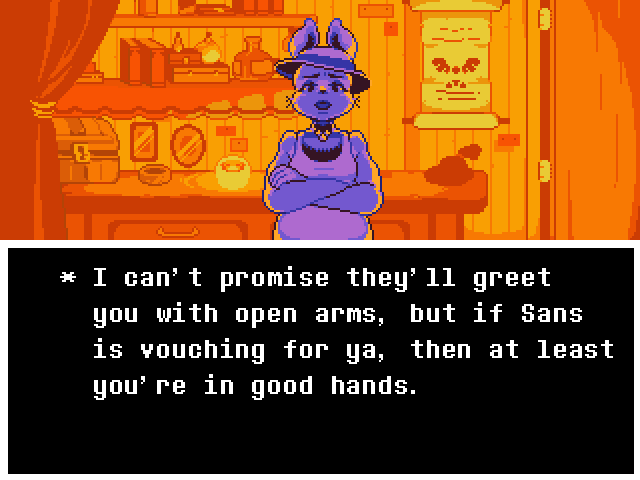 * I can't promise they'll greet
you with open arms, but if Sans
is vouching for ya, then at least
you're in good hands.